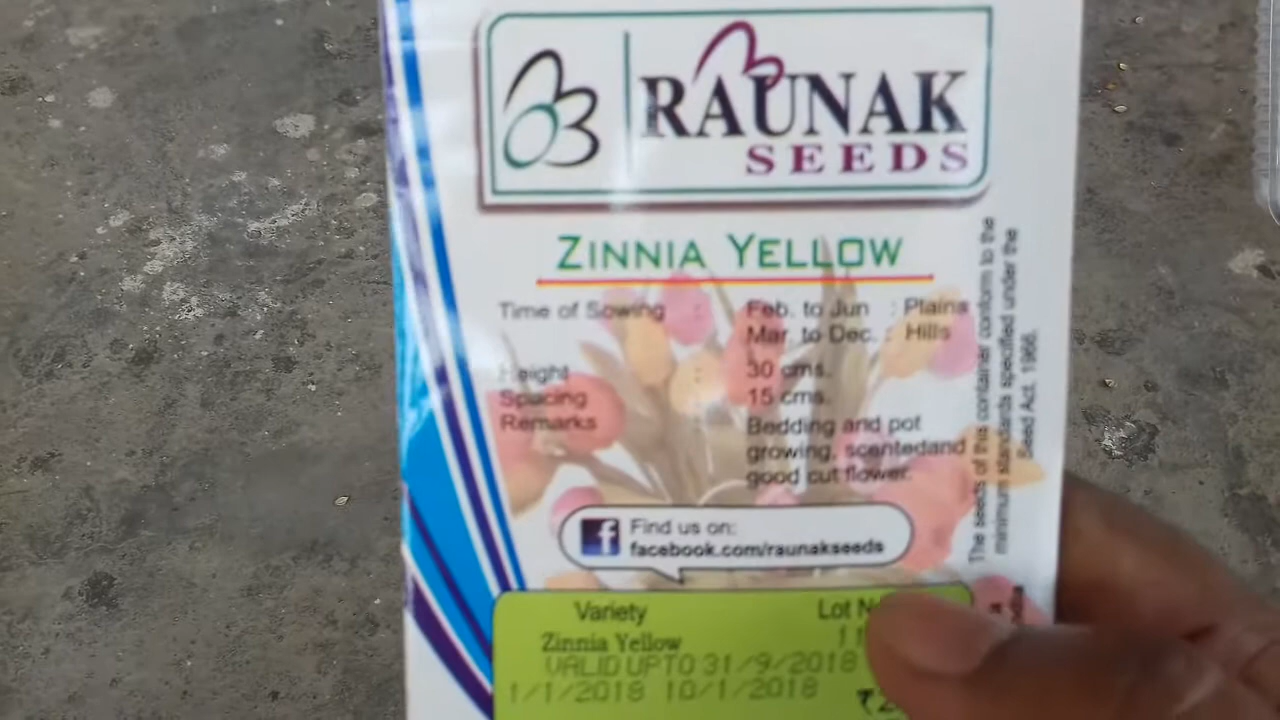 RAUNAK
SEEDS
ZINNIA YELLOW
Time of Sowing : Feb. to Jun : Plains
Mar. to Dec. : Hills
Height : 30 cms.
Spacing : 15 cms.
Remarks : Bedding and pot
growing, scentedand
good cut flower.
The seeds of this container conform to the
minimum standards specified under the
Seed Act. 1966.
f Find us on:
facebook.com/raunakseeds
Variety Lot
Zinnia Yellow
VALID UPTO 31/9/2018
1/1/2018 10/1/2018